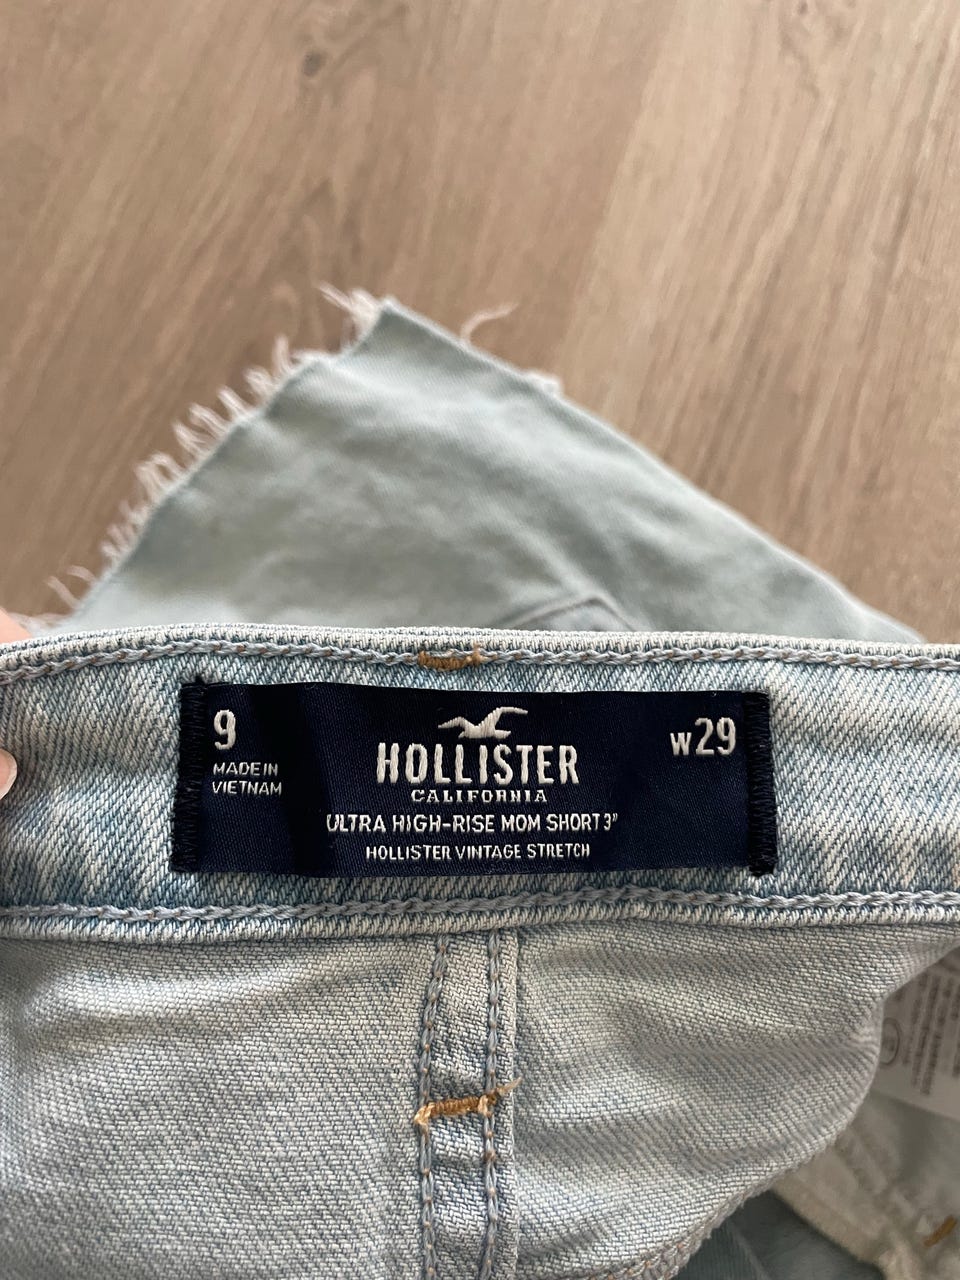 9
MADE IN
VIETNAM
HOLLISTER
CALIFORNIA
ULTRA HIGH-RISE MOM SHORT 3"
HOLLISTER VINTAGE STRETCH
W29